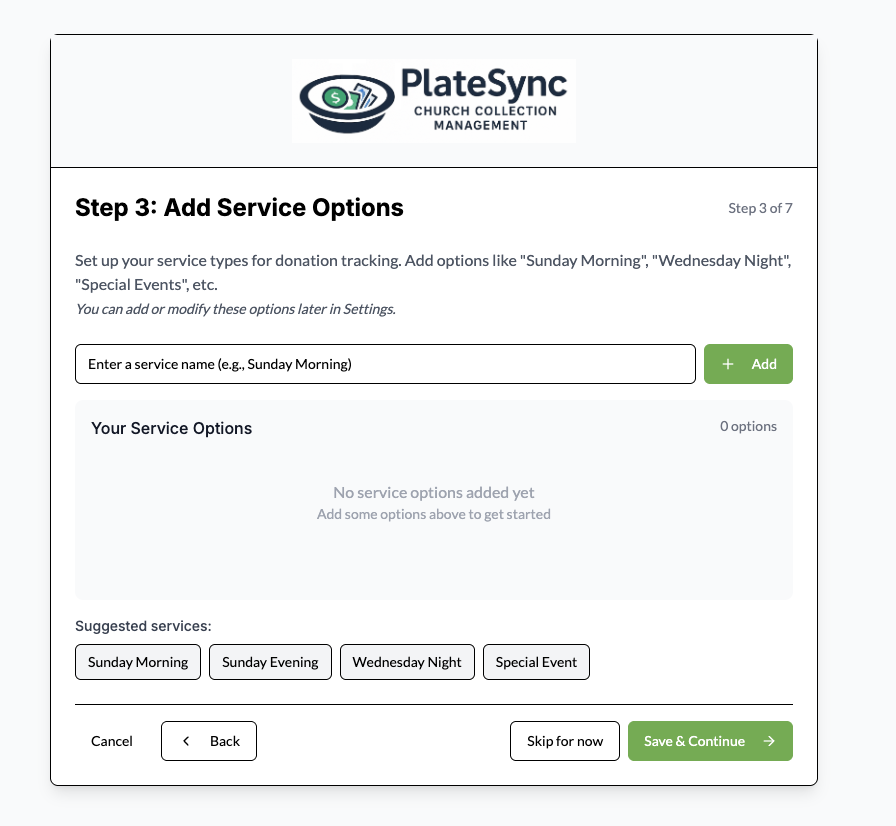 PlateSync
CHURCH COLLECTION
MANAGEMENT
Step 3: Add Service Options
Step 3 of 7
Set up your service types for donation tracking. Add options like "Sunday Morning", "Wednesday Night",
"Special Events", etc.
You can add or modify these options later in Settings.
Enter a service name (e.g., Sunday Morning)
+ Add
Your Service Options
0 options
No service options added yet
Add some options above to get started
Suggested services:
Sunday Morning
Sunday Evening
Wednesday Night
Special Event
Cancel
Back
Skip for now
Save & Continue